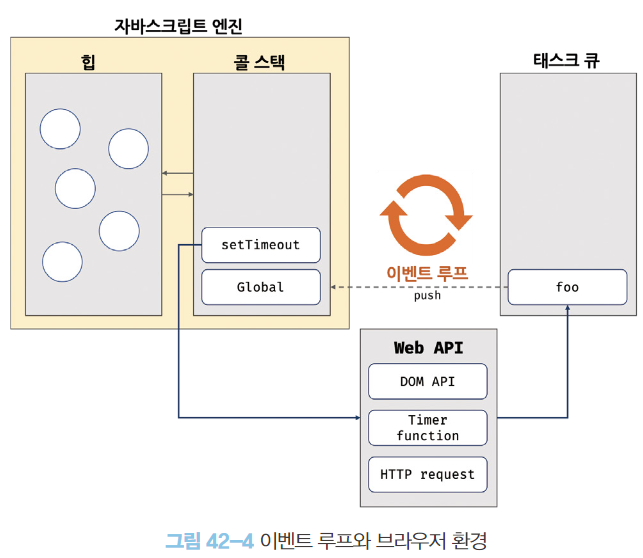 자바스크립트 엔진
힙
콜 스택
태스크 큐
setTimeout
Global
이벤트 루프
push
foo
Web API
DOM API
Timer
function
HTTP request
그림 42-4 이벤트 루프와 브라우저 환경